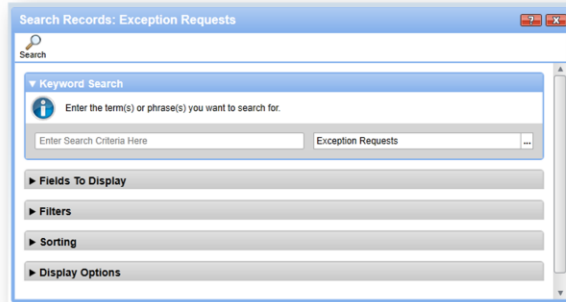 Search Records: Exception Requests
? X
Search
▼ Keyword Search
Enter the term(s) or phrase(s) you want to search for.
Enter Search Criteria Here Exception Requests ...
▶ Fields To Display
▶ Filters
▶ Sorting
▶ Display Options